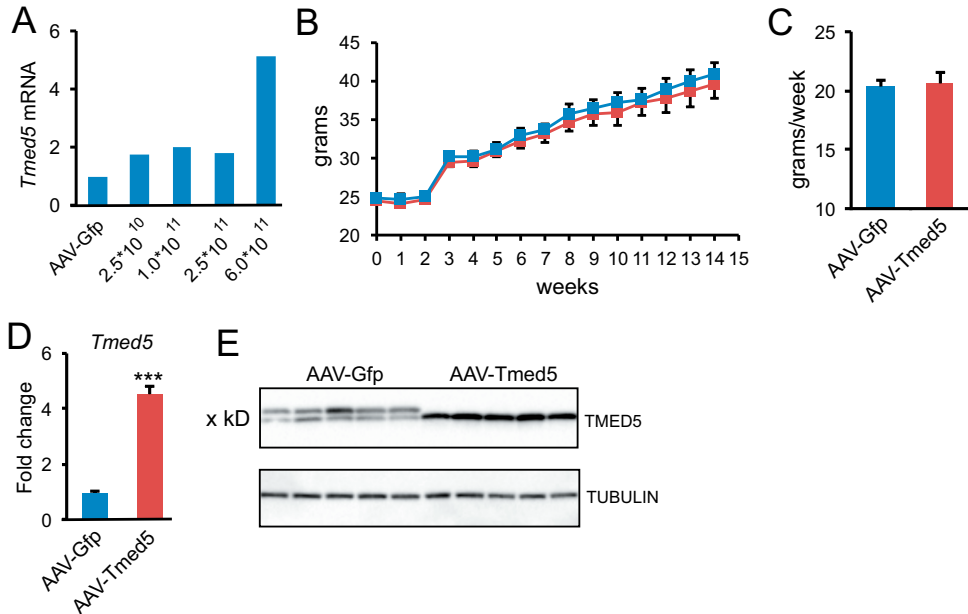 A
Tmed5 mRNA
6
4
2
0
AAV-Gfp
2.5*10 10
1.0*10 11
2.5*10 11
6.0*10 11
B
grams
45
40
35
30
25
20
0 1 2 3 4 5 6 7 8 9 10 11 12 13 14 15
weeks
C
grams/week
25
20
15
10
AAV-Gfp
AAV-Tmed5
D
Tmed5
Fold change
6
4
2
0
***
AAV-Gfp
AAV-Tmed5
E
AAV-Gfp AAV-Tmed5
x kD
TMED5
TUBULIN